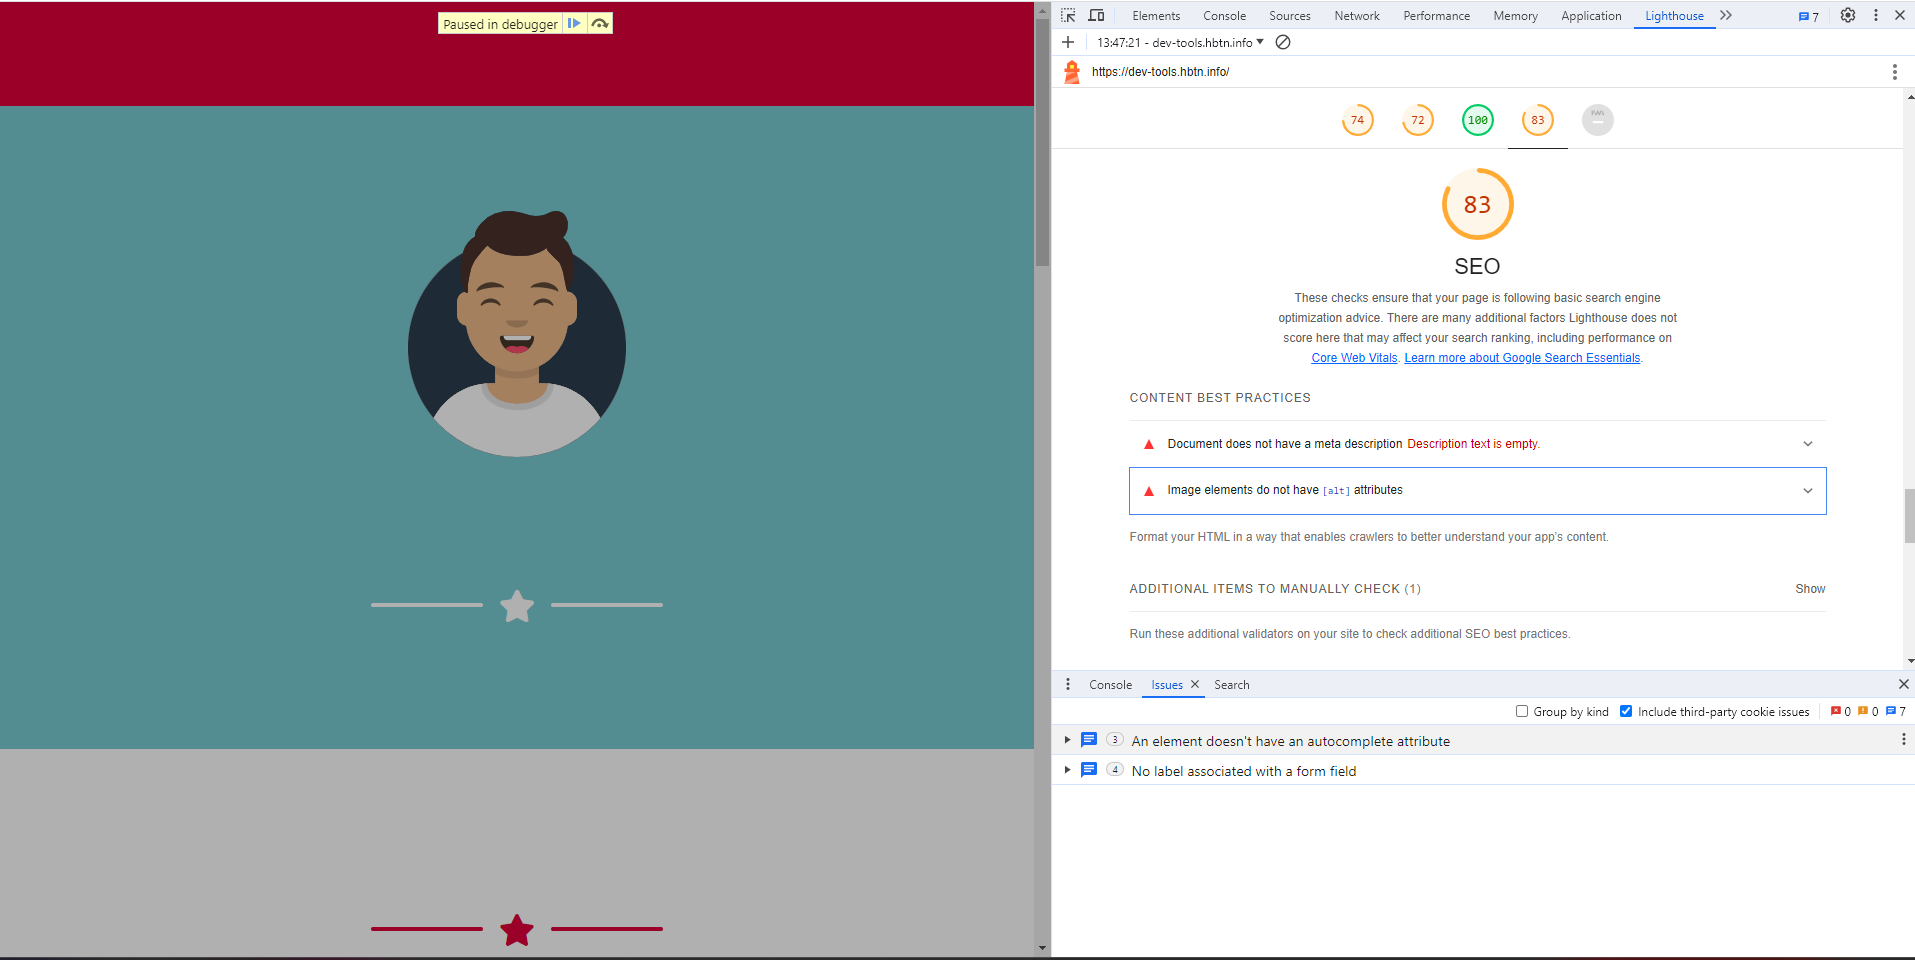 Paused in debugger
Elements Console Sources Network Performance Memory Application Lighthouse 7
13:47:21 - dev-tools.hbtn.info
https://dev-tools.hbtn.info/
74 72 100 83
83
SEO
These checks ensure that your page is following basic search engine
optimization advice. There are many additional factors Lighthouse does not
score here that may affect your search ranking, including performance on
Core Web Vitals. Learn more about Google Search Essentials.
CONTENT BEST PRACTICES
Document does not have a meta description Description text is empty.
Image elements do not have [alt] attributes
Format your HTML in a way that enables crawlers to better understand your app's content.
ADDITIONAL ITEMS TO MANUALLY CHECK (1) Show
Run these additional validators on your site to check additional SEO best practices.
Console Issues Search
Group by kind Include third-party cookie issues 0 0 7
3 An element doesn't have an autocomplete attribute
4 No label associated with a form field